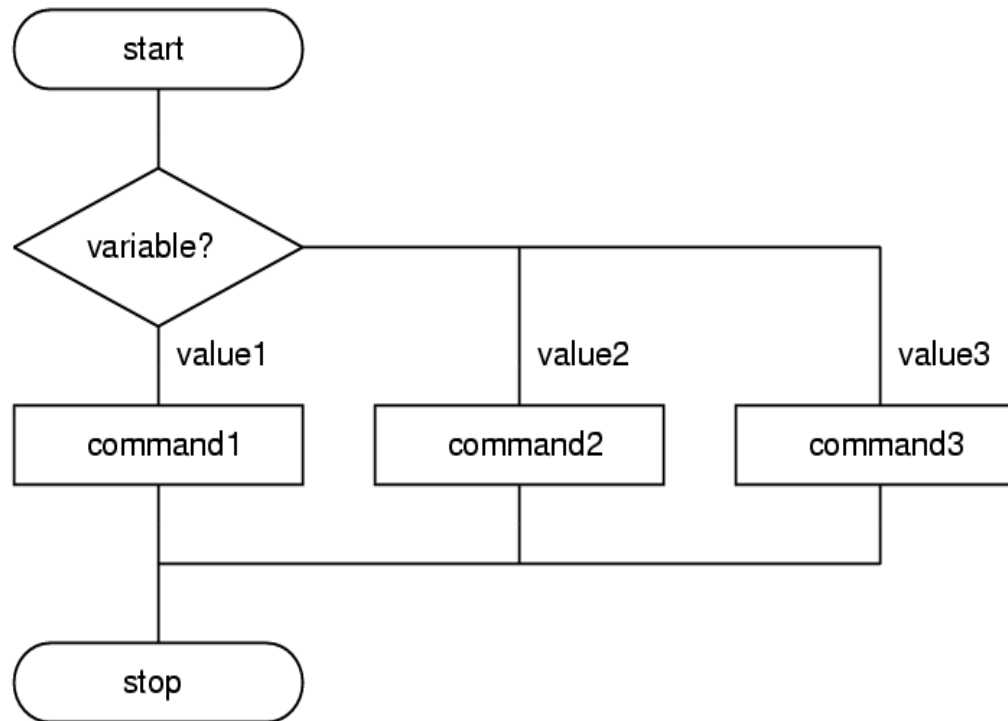 start
variable?
value1
value2
value3
command1
command2
command3
stop